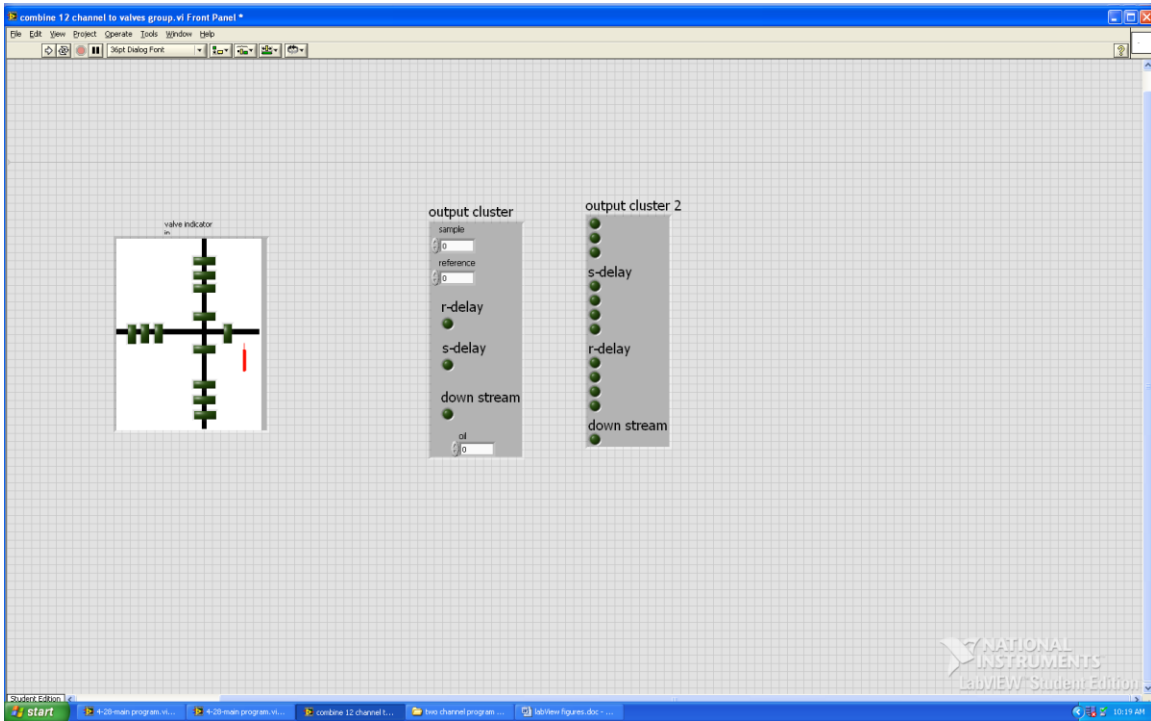 combine 12 channel to valves group.vi Front Panel *
File Edit View Project Operate Tools Window Help
36pt Dialog Font
valve indicator
in
output cluster
sample
0
reference
0
r-delay
s-delay
down stream
oil
0
output cluster 2
s-delay
r-delay
down stream
NATIONAL
INSTRUMENTS
LabVIEW Student Edition
Student Edition
start 4-28-main program.vi... 4-28-main program.vi... combine 12 channel t... two channel program ... labView figures.doc - ... 10:19 AM